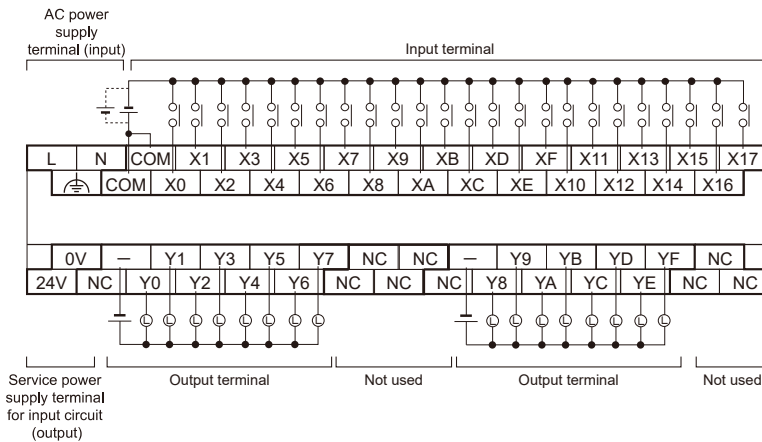 AC power
supply
terminal (input)
Input terminal
L N COM X1 X3 X5 X7 X9 XB XD XF X11 X13 X15 X17
COM X0 X2 X4 X6 X8 XA XC XE X10 X12 X14 X16
0V – Y1 Y3 Y5 Y7 NC NC – Y9 YB YD YF NC
24V NC Y0 Y2 Y4 Y6 NC NC NC Y8 YA YC YE NC NC
L L L L L L L L L L L L L L L L
Service power
supply terminal
for input circuit
(output)
Output terminal
Not used
Output terminal
Not used